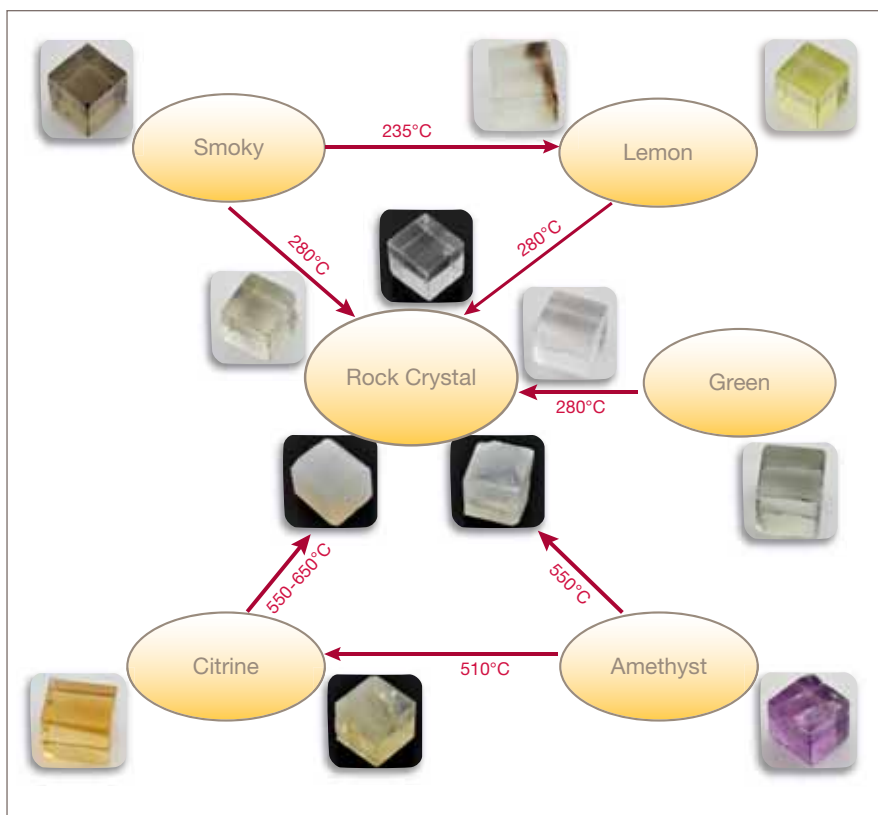 235°C
Smoky
Lemon
280°C
280°C
Rock Crystal
Green
280°C
550-650°C
550°C
Citrine
510°C
Amethyst